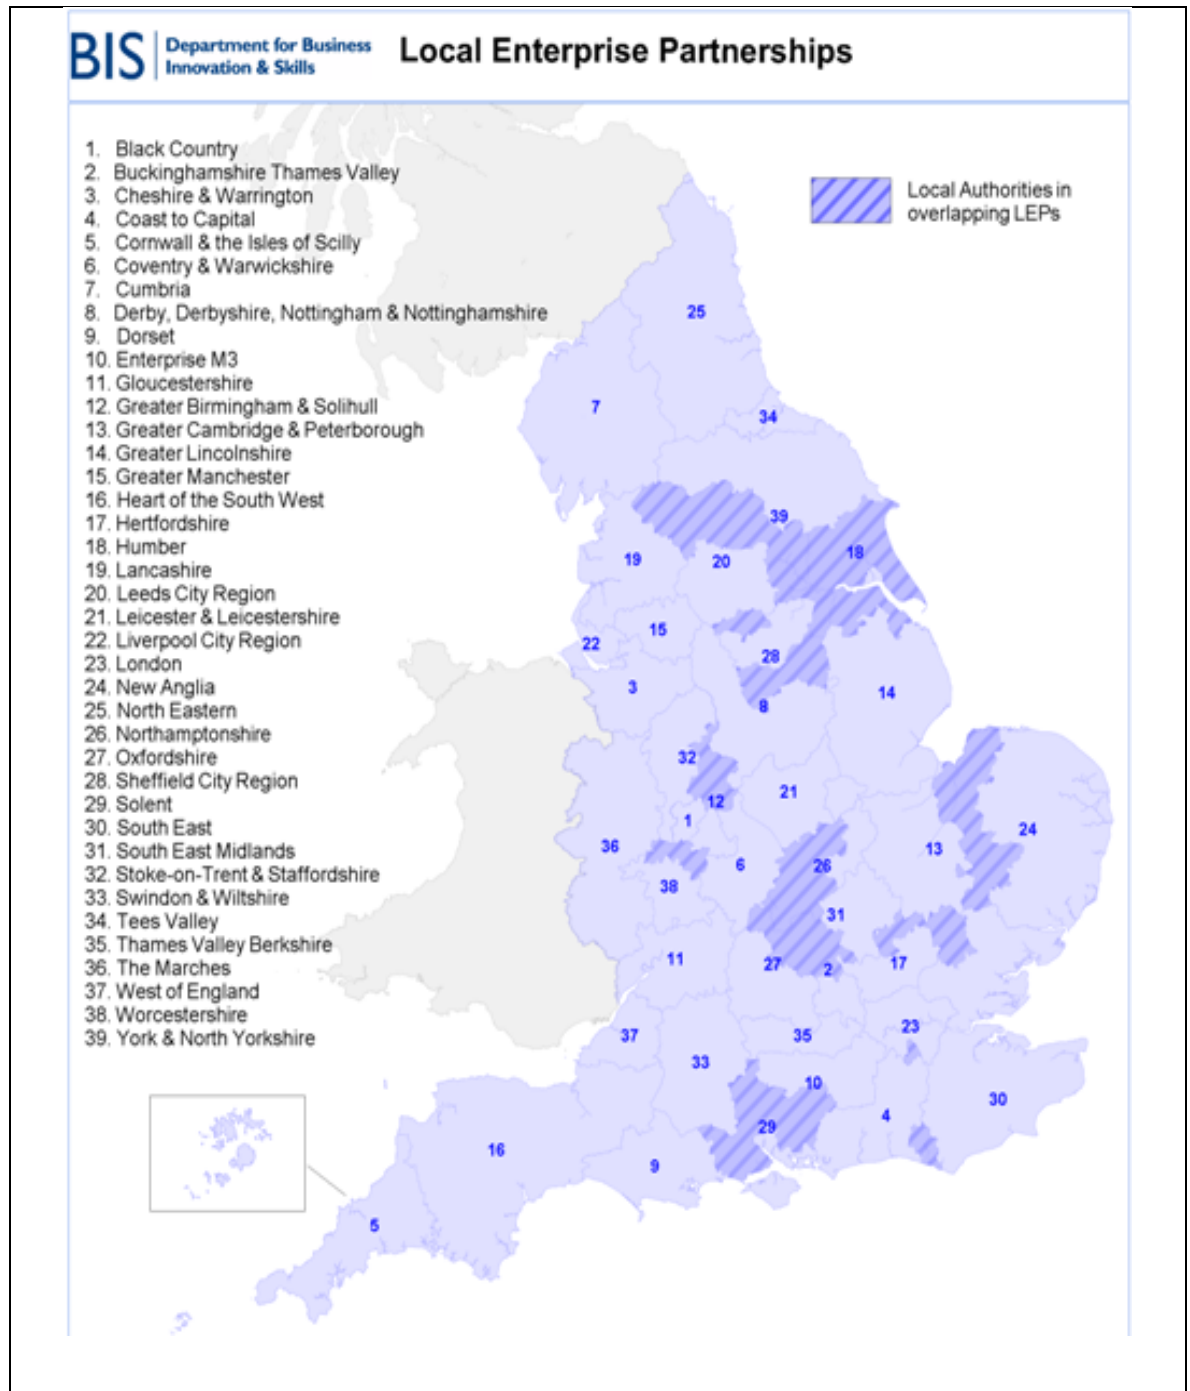 BIS
Department for Business
Innovation & Skills
Local Enterprise Partnerships
1. Black Country
2. Buckinghamshire Thames Valley
3. Cheshire & Warrington
4. Coast to Capital
5. Cornwall & the Isles of Scilly
6. Coventry & Warwickshire
7. Cumbria
8. Derby, Derbyshire, Nottingham & Nottinghamshire
9. Dorset
10. Enterprise M3
11. Gloucestershire
12. Greater Birmingham & Solihull
13. Greater Cambridge & Peterborough
14. Greater Lincolnshire
15. Greater Manchester
16. Heart of the South West
17. Hertfordshire
18. Humber
19. Lancashire
20. Leeds City Region
21. Leicester & Leicestershire
22. Liverpool City Region
23. London
24. New Anglia
25. North Eastern
26. Northamptonshire
27. Oxfordshire
28. Sheffield City Region
29. Solent
30. South East
31. South East Midlands
32. Stoke-on-Trent & Staffordshire
33. Swindon & Wiltshire
34. Tees Valley
35. Thames Valley Berkshire
36. The Marches
37. West of England
38. Worcestershire
39. York & North Yorkshire
Local Authorities in
overlapping LEPs
25
7
34
39
18
19
20
15
22
28
3
14
8
32
21
12
1
24
36
13
6
26
38
31
11
27
2
17
23
37
35
33
10
30
4
29
16
9
5